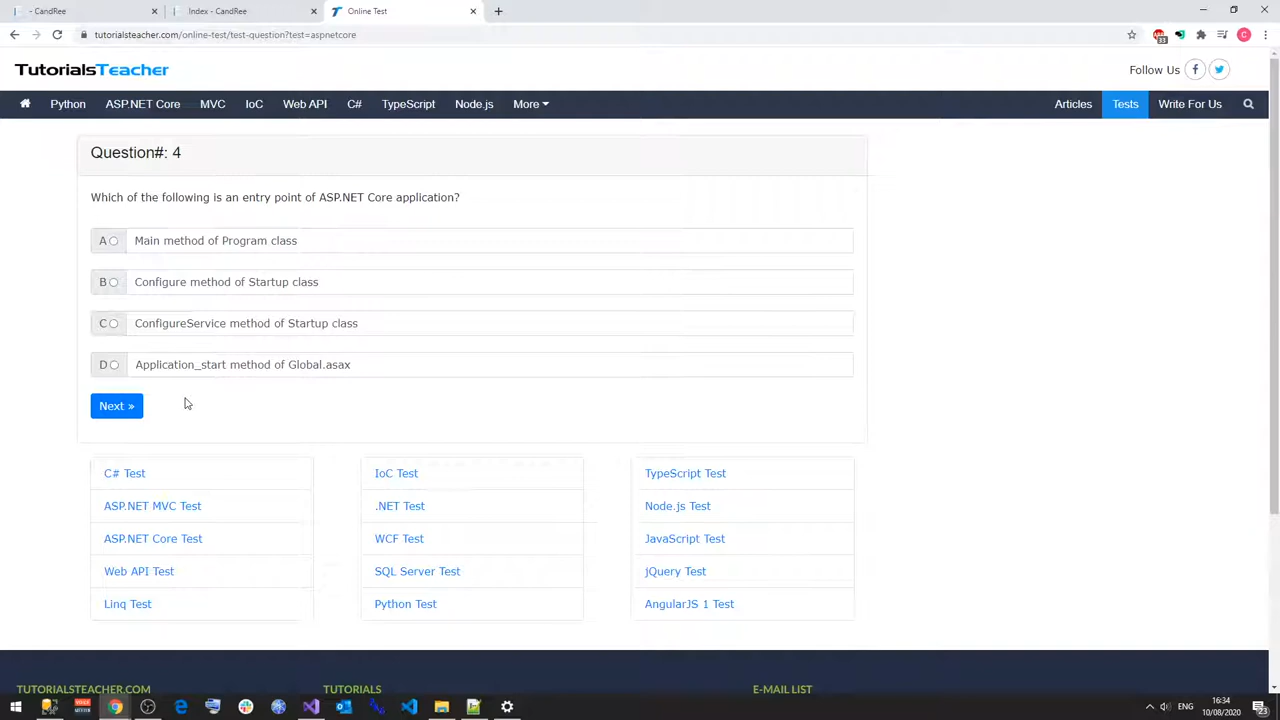 - CandRee
Index - CandRee
Online Test
tutorialsteacher.com/online-test/test-question?test=aspnetcore
TutorialsTeacher
Follow Us
Python
ASP.NET Core
MVC
IoC
Web API
C#
TypeScript
Node.js
More
Articles
Tests
Write For Us
Question#: 4
Which of the following is an entry point of ASP.NET Core application?
A Main method of Program class
B Configure method of Startup class
C ConfigureService method of Startup class
D Application_start method of Global.asax
Next »
C# Test
IoC Test
TypeScript Test
ASP.NET MVC Test
.NET Test
Node.js Test
ASP.NET Core Test
WCF Test
JavaScript Test
Web API Test
SQL Server Test
jQuery Test
Linq Test
Python Test
AngularJS 1 Test
TUTORIALSTEACHER.COM
TUTORIALS
E-MAIL LIST
ENG
16:34
10/08/2020
23